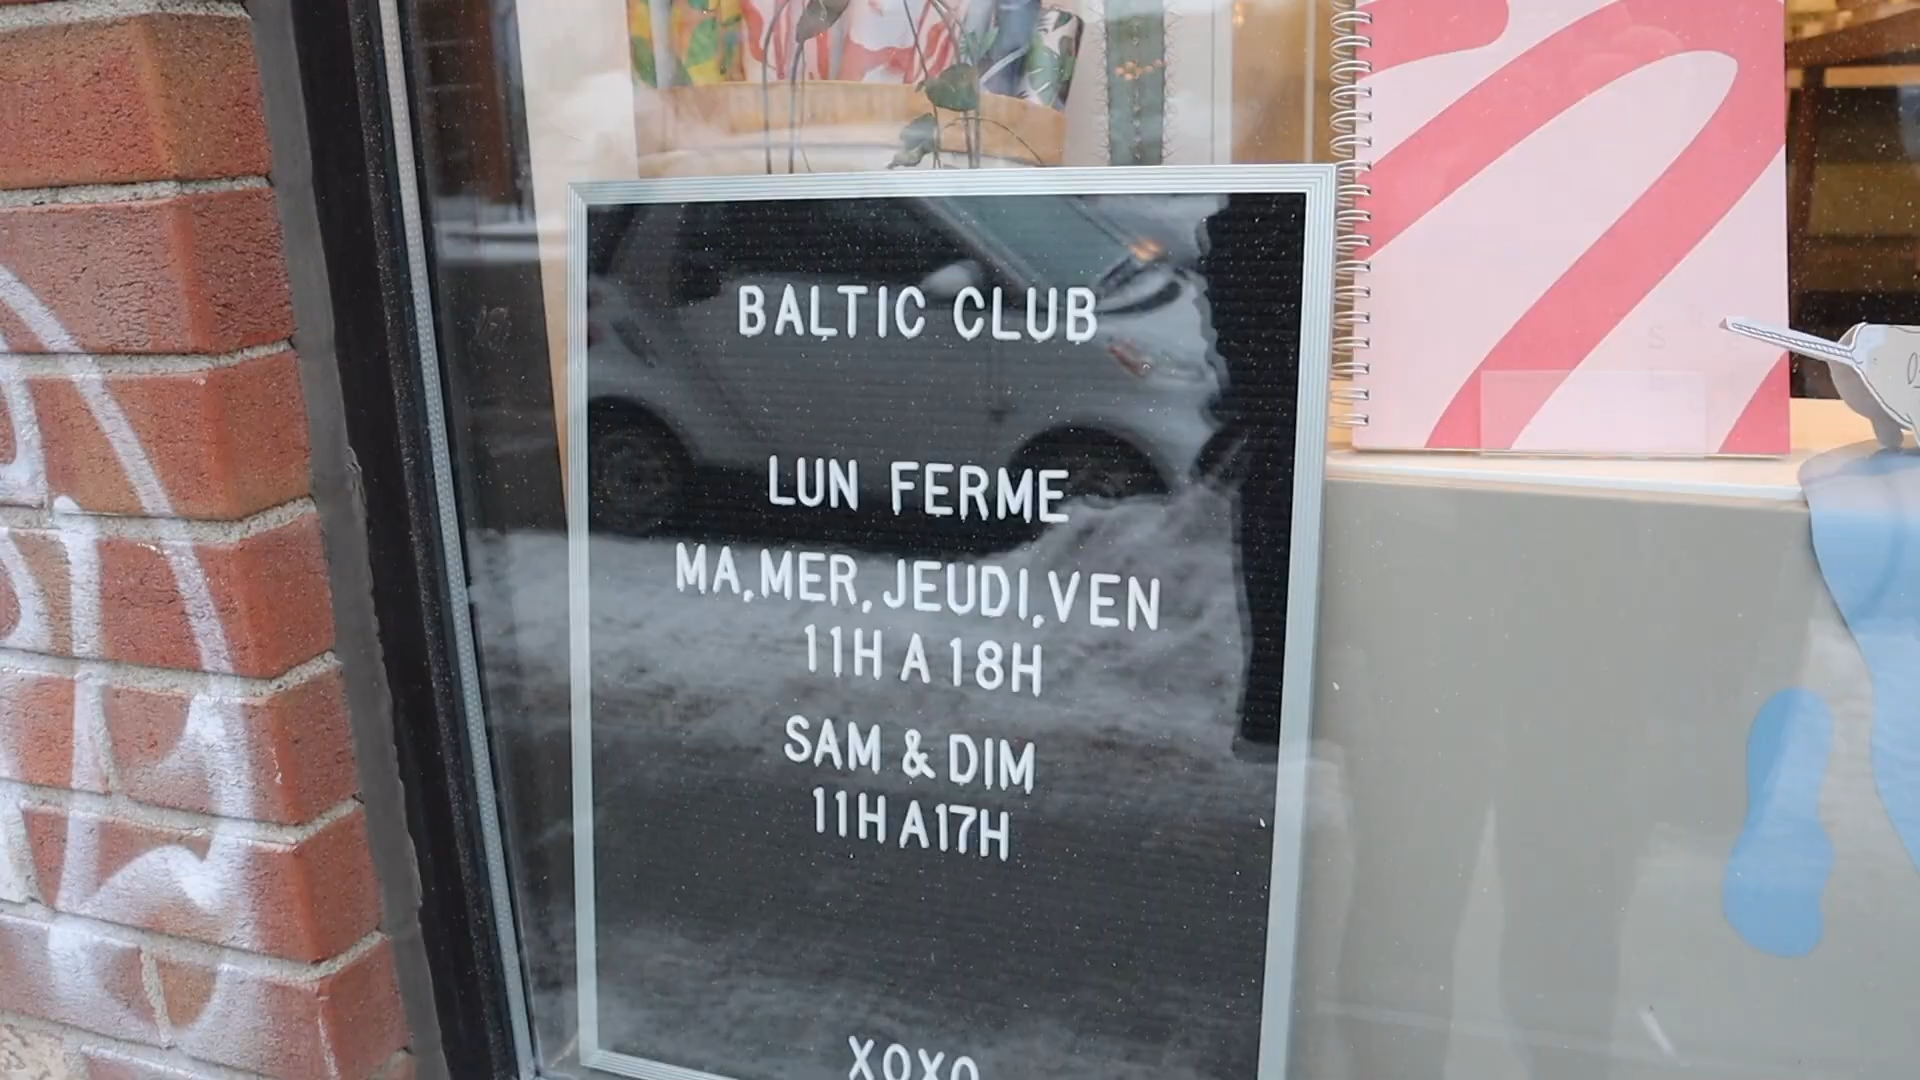 BALTIC CLUB
LUN FERME
MA,MER,JEUDI,VEN
11H A 18H
SAM & DIM
11H A 17H
XOXO